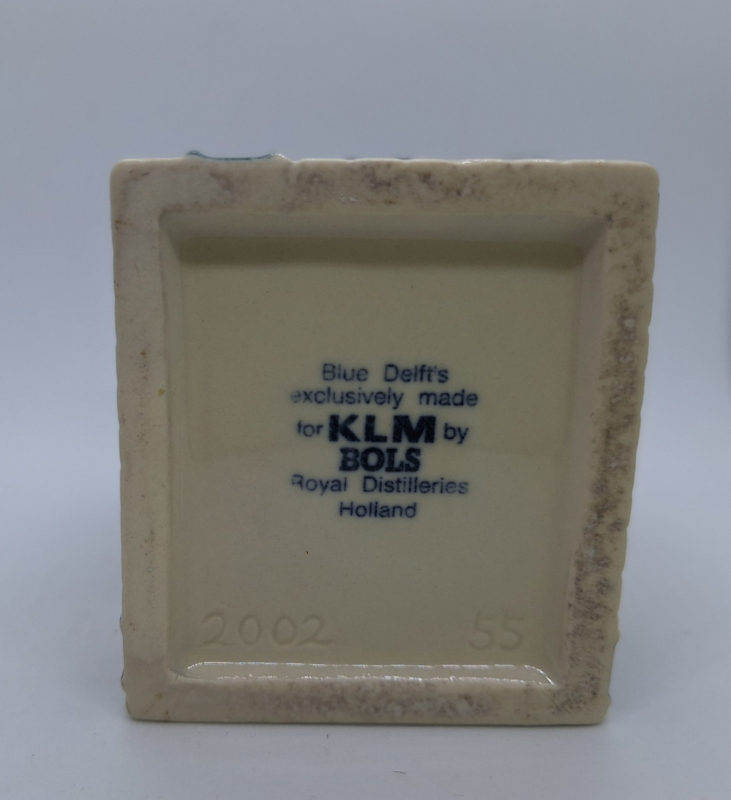 Blue Delft's
exclusively made
for KLM by
BOLS
Royal Distilleries
Holland
2002 55